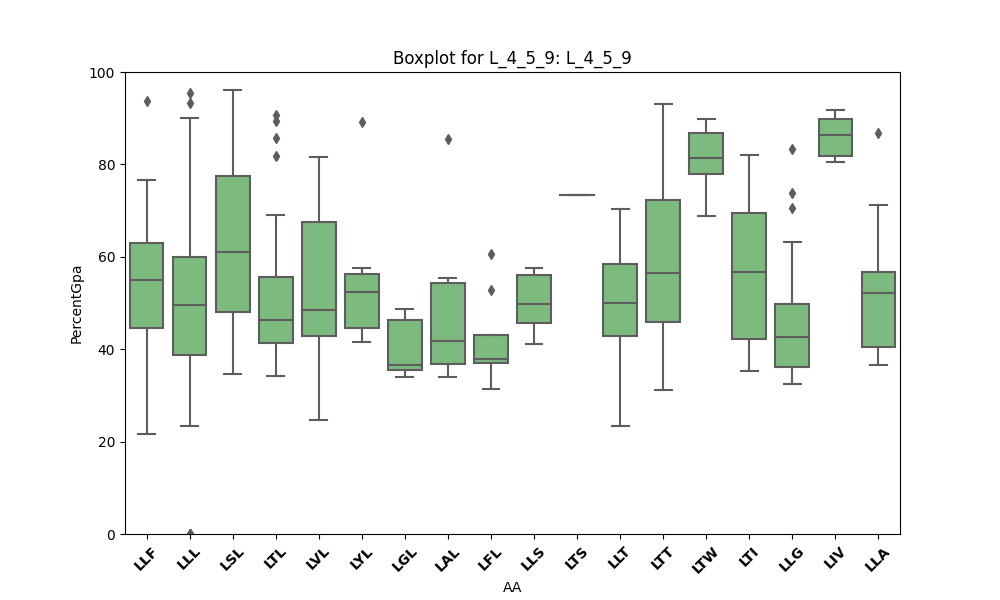 Boxplot for L_4_5_9: L_4_5_9
100
80
60
40
20
0
PercentGpa
LLF LLL LSL LTL LVL LYL LGL LAL LFL LLS LTS LLT LTT LTW LTI LLG LIV LLA
AA